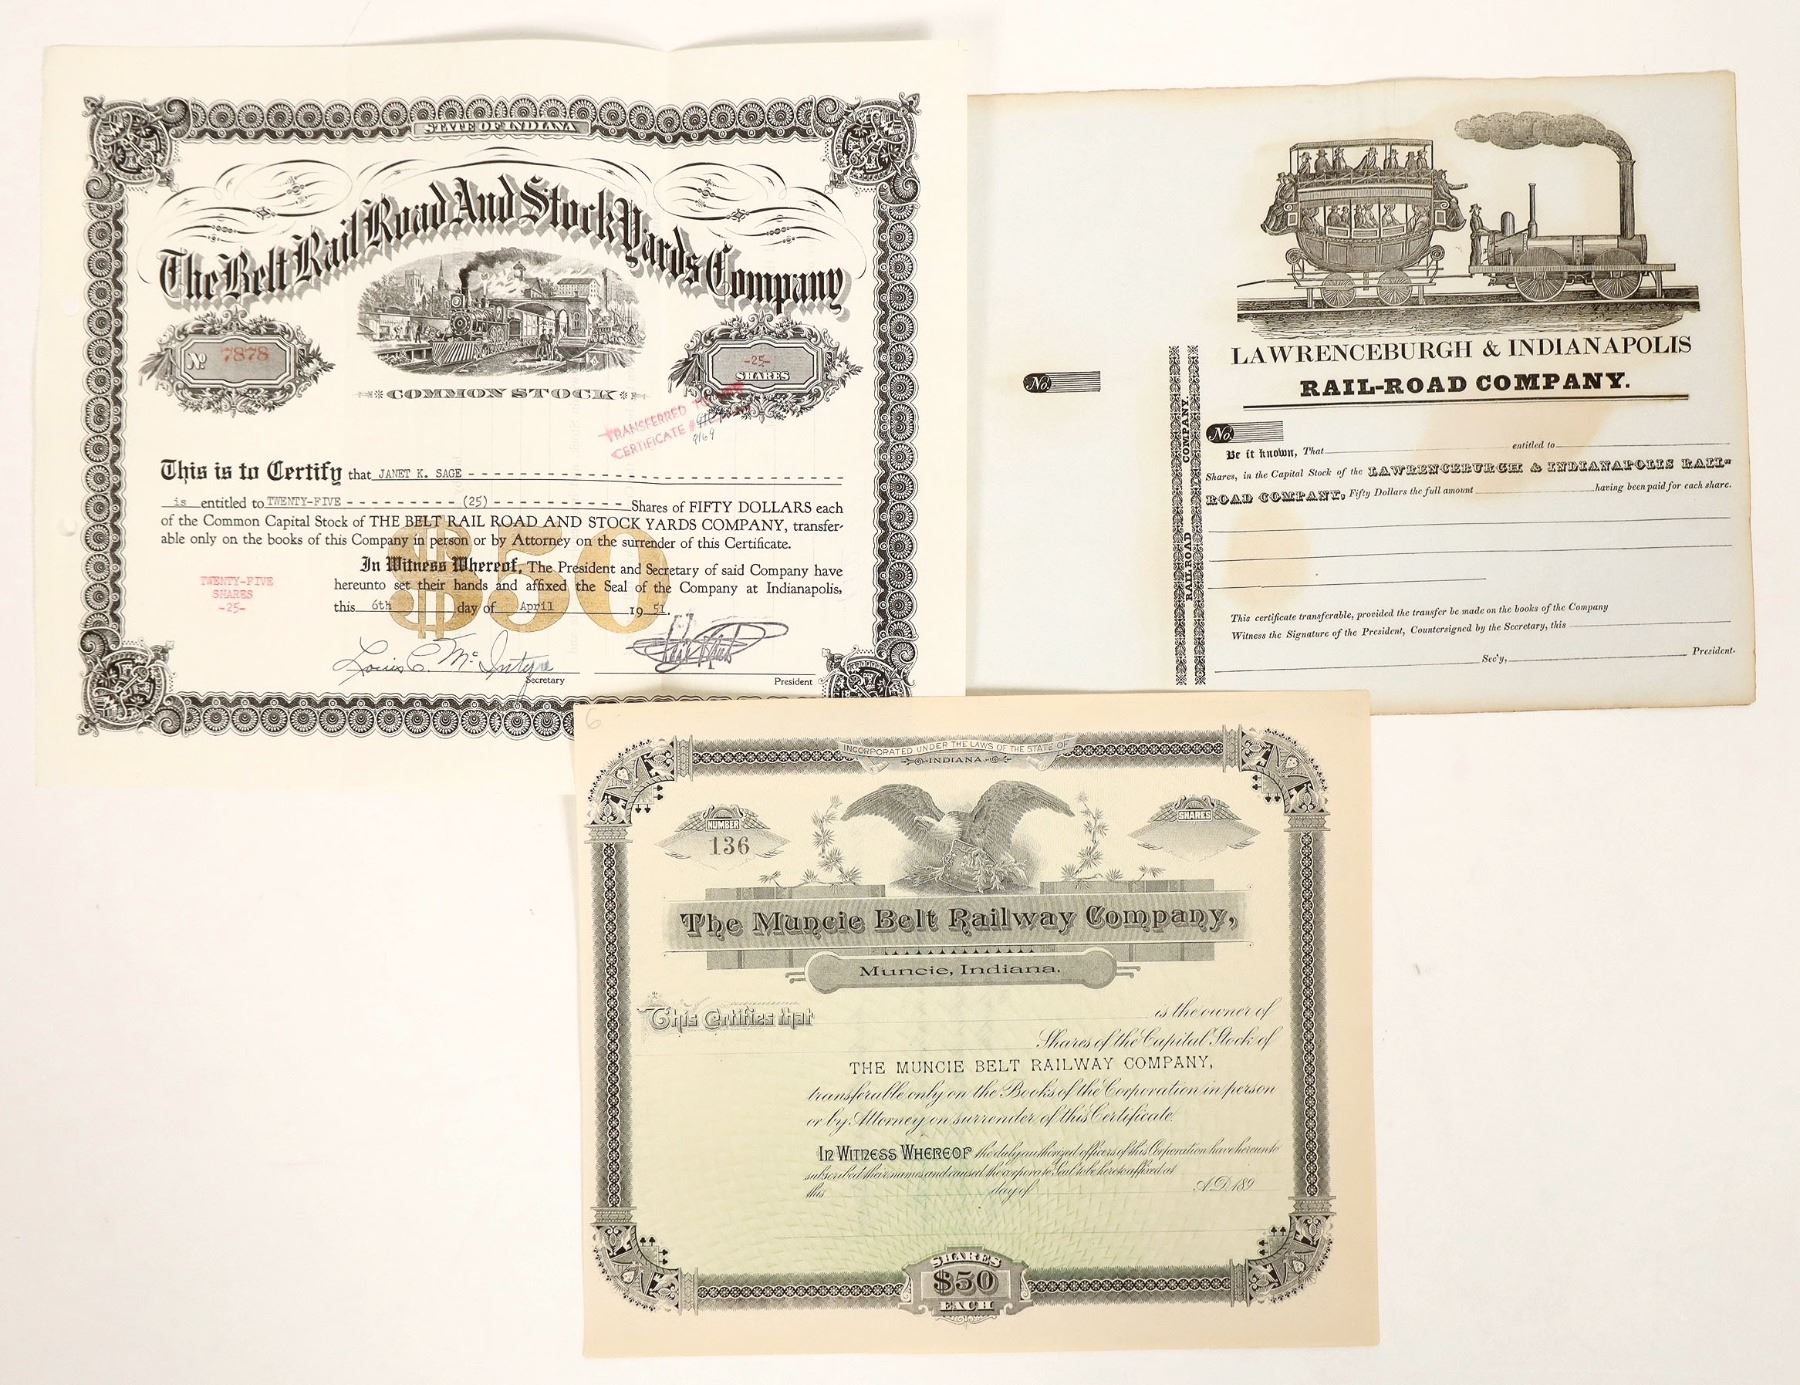 STATE OF INDIANA
The Belt Rail Road And Stock Yards Company
No. 7878
-25-
SHARES
COMMON STOCK
TRANSFERRED
CERTIFICATE #
9169
This is to Certify that JANET K. SAGE
is entitled to TWENTY-FIVE (25) Shares of FIFTY DOLLARS each
of the Common Capital Stock of THE BELT RAIL ROAD AND STOCK YARDS COMPANY, transfer-
able only on the books of this Company in person or by Attorney on the surrender of this Certificate.
$50
In Witness Whereof, The President and Secretary of said Company have
hereunto set their hands and affixed the Seal of the Company at Indianapolis,
this 6th day of April 1951.
TWENTY-FIVE
SHARES
-25-
Louis C. McIntyre
Secretary
President
No.
COMPANY.
RAILROAD
LAWRENCEBURGH & INDIANAPOLIS
RAIL-ROAD COMPANY.
No.
Be it known, That entitled to
Shares, in the Capital Stock of the LAWRENCEBURGH & INDIANAPOLIS RAIL-
ROAD COMPANY, Fifty Dollars the full amount having been paid for each share.
This certificate transferable, provided the transfer be made on the books of the Company
Witness the Signature of the President, Countersigned by the Secretary, this
Sec'y, President.
6
INCORPORATED UNDER THE LAWS OF THE STATE OF
INDIANA
NUMBER
136
SHARES
The Muncie Belt Railway Company,
Muncie, Indiana.
This Certifies that is the owner of
Shares of the Capital Stock of
THE MUNCIE BELT RAILWAY COMPANY,
transferable only on the Books of the Corporation in person
or by Attorney on surrender of this Certificate.
In Witness Whereof the duly authorized officers of this Corporation have hereunto
subscribed their names and caused the corporate Seal to be hereto affixed at
this day of A.D. 189
SHARES
$50
EACH